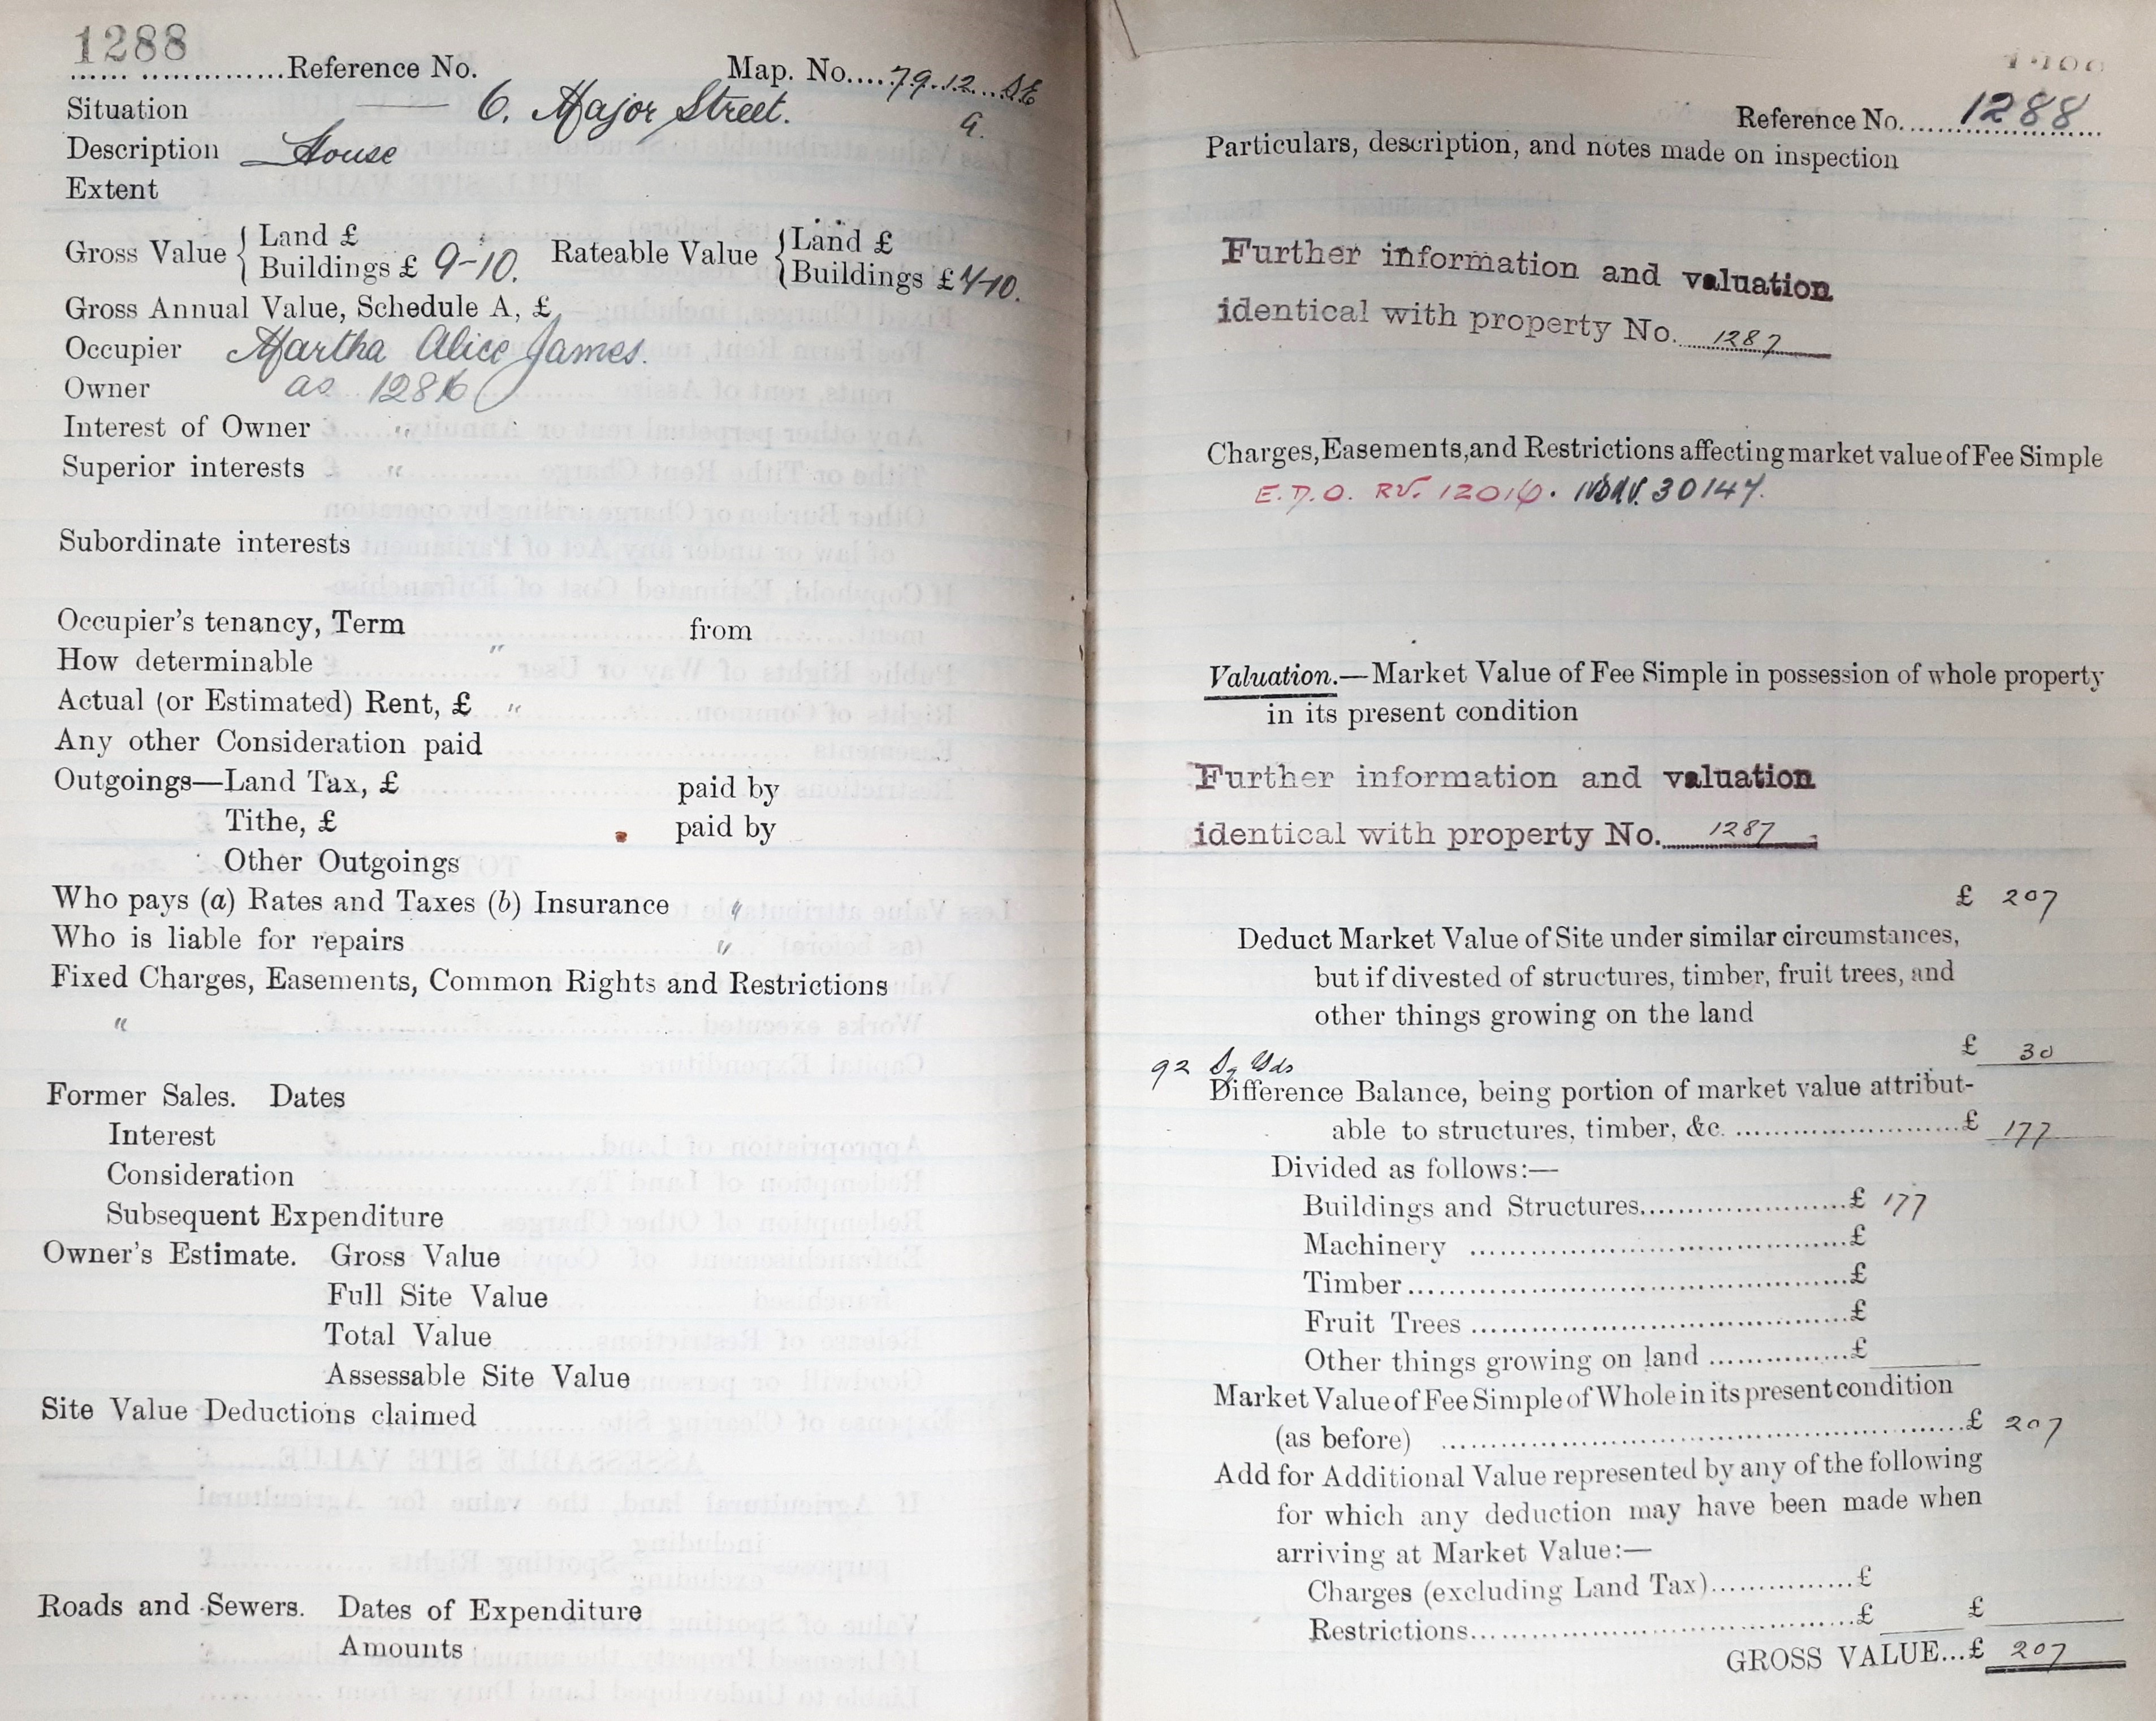 1288
...... ..............Reference No. Map. No....79.12...SE
Situation 6, Major Street. 9.
Description House
Extent
Gross Value { Land £ Rateable Value { Land £
Buildings £ 9-10. Buildings £ 7-10.
Gross Annual Value, Schedule A, £
Occupier Martha Alice James.
Owner as 1286
Interest of Owner "
Superior interests "
Subordinate interests
Occupier's tenancy, Term from
How determinable "
Actual (or Estimated) Rent, £ "
Any other Consideration paid
Outgoings—Land Tax, £ paid by
Tithe, £ paid by
Other Outgoings
Who pays (a) Rates and Taxes (b) Insurance "
Who is liable for repairs "
Fixed Charges, Easements, Common Rights and Restrictions
"
Former Sales. Dates
Interest
Consideration
Subsequent Expenditure
Owner's Estimate. Gross Value
Full Site Value
Total Value
Assessable Site Value
Site Value Deductions claimed
Roads and Sewers. Dates of Expenditure
Amounts
Reference No. 1288
Particulars, description, and notes made on inspection
Further information and valuation
identical with property No. 1287
Charges, Easements, and Restrictions affecting market value of Fee Simple
E.D.O. RV. 12016. 30147.
Valuation.—Market Value of Fee Simple in possession of whole property
in its present condition
Further information and valuation
identical with property No. 1287
£ 207
Deduct Market Value of Site under similar circumstances,
but if divested of structures, timber, fruit trees, and
other things growing on the land
£ 30
92 Sq Yds
Difference Balance, being portion of market value attribut-
able to structures, timber, &c. ........................£ 177
Divided as follows:—
Buildings and Structures......................£ 177
Machinery ......................................£
Timber............................................£
Fruit Trees ......................................£
Other things growing on land ..............£
Market Value of Fee Simple of Whole in its present condition
(as before) ......................................................£ 207
Add for Additional Value represented by any of the following
for which any deduction may have been made when
arriving at Market Value:—
Charges (excluding Land Tax)...............£
Restrictions......................................£ £
GROSS VALUE...£ 207